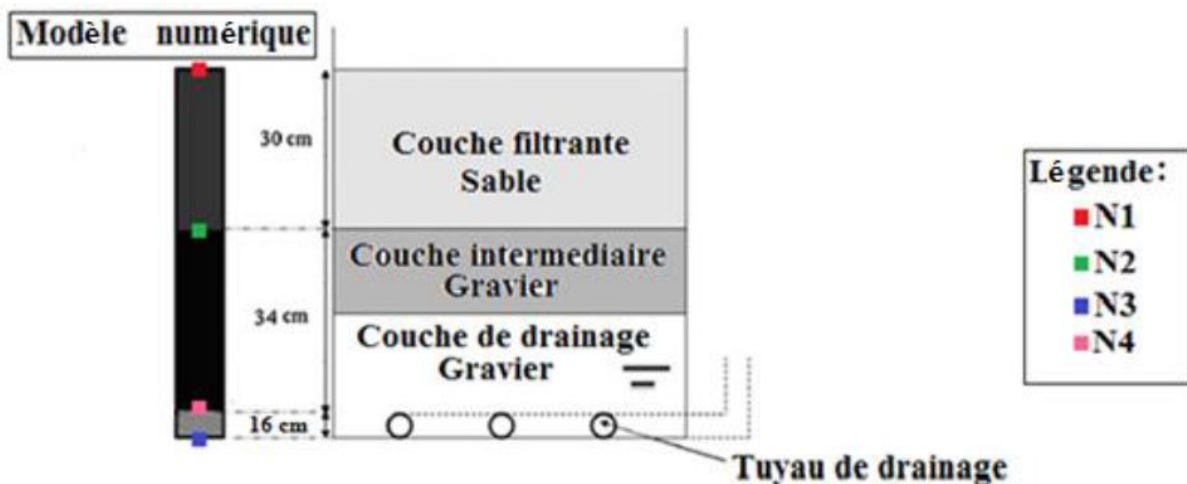 Modèle numérique
30 cm
34 cm
16 cm
Couche filtrante
Sable
Couche intermediaire
Gravier
Couche de drainage
Gravier
Tuyau de drainage
Légende:
N1
N2
N3
N4